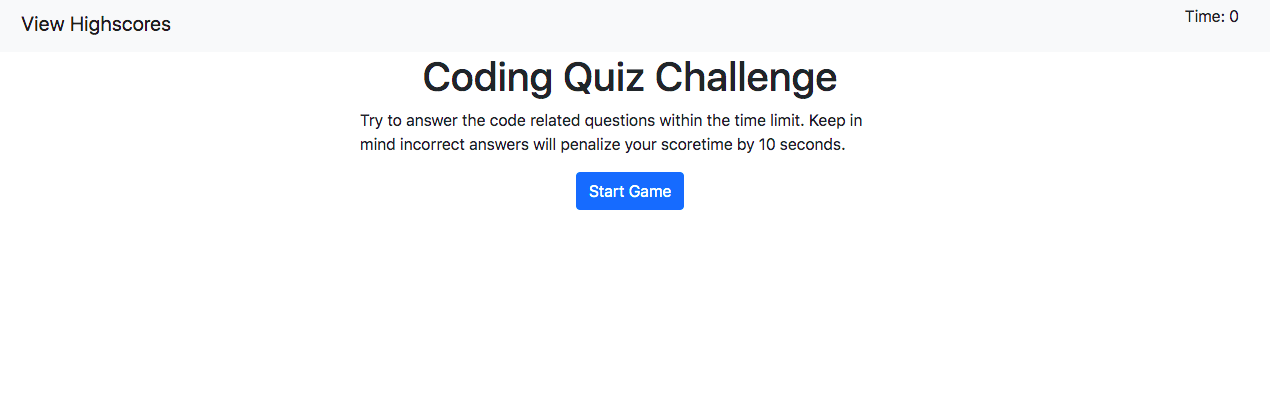 View Highscores
Time: 0
Coding Quiz Challenge
Try to answer the code related questions within the time limit. Keep in
mind incorrect answers will penalize your scoretime by 10 seconds.
Start Game